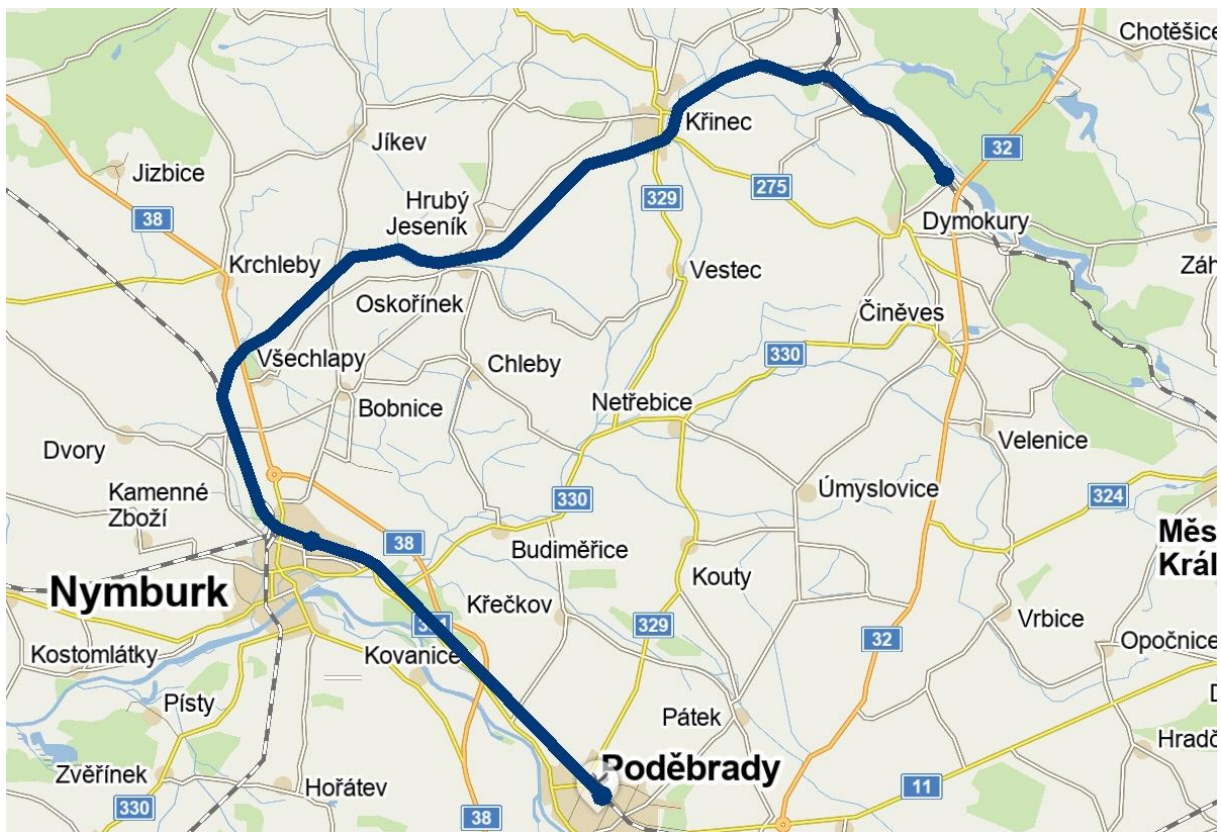 Chotěšice
Křinec
Jíkev
32
Jizbice
275
38
Hrubý
Jeseník
329
Dymokury
Krchleby
Vestec
Oskořínek
Činěves
Všechlapy
Chleby
330
Bobnice
Netřebice
Dvory
Velenice
Kamenné
Zboží
Úmyslovice
324
330
Měs
Král
38
Budiměřice
Nymburk
Kouty
Křečkov
Vrbice
329
32
Opočnice
Kostomlátky
Kovanice
Písty
Pátek
Hradč
Zvěřínek
Poděbrady
Hořátev
11
330
38